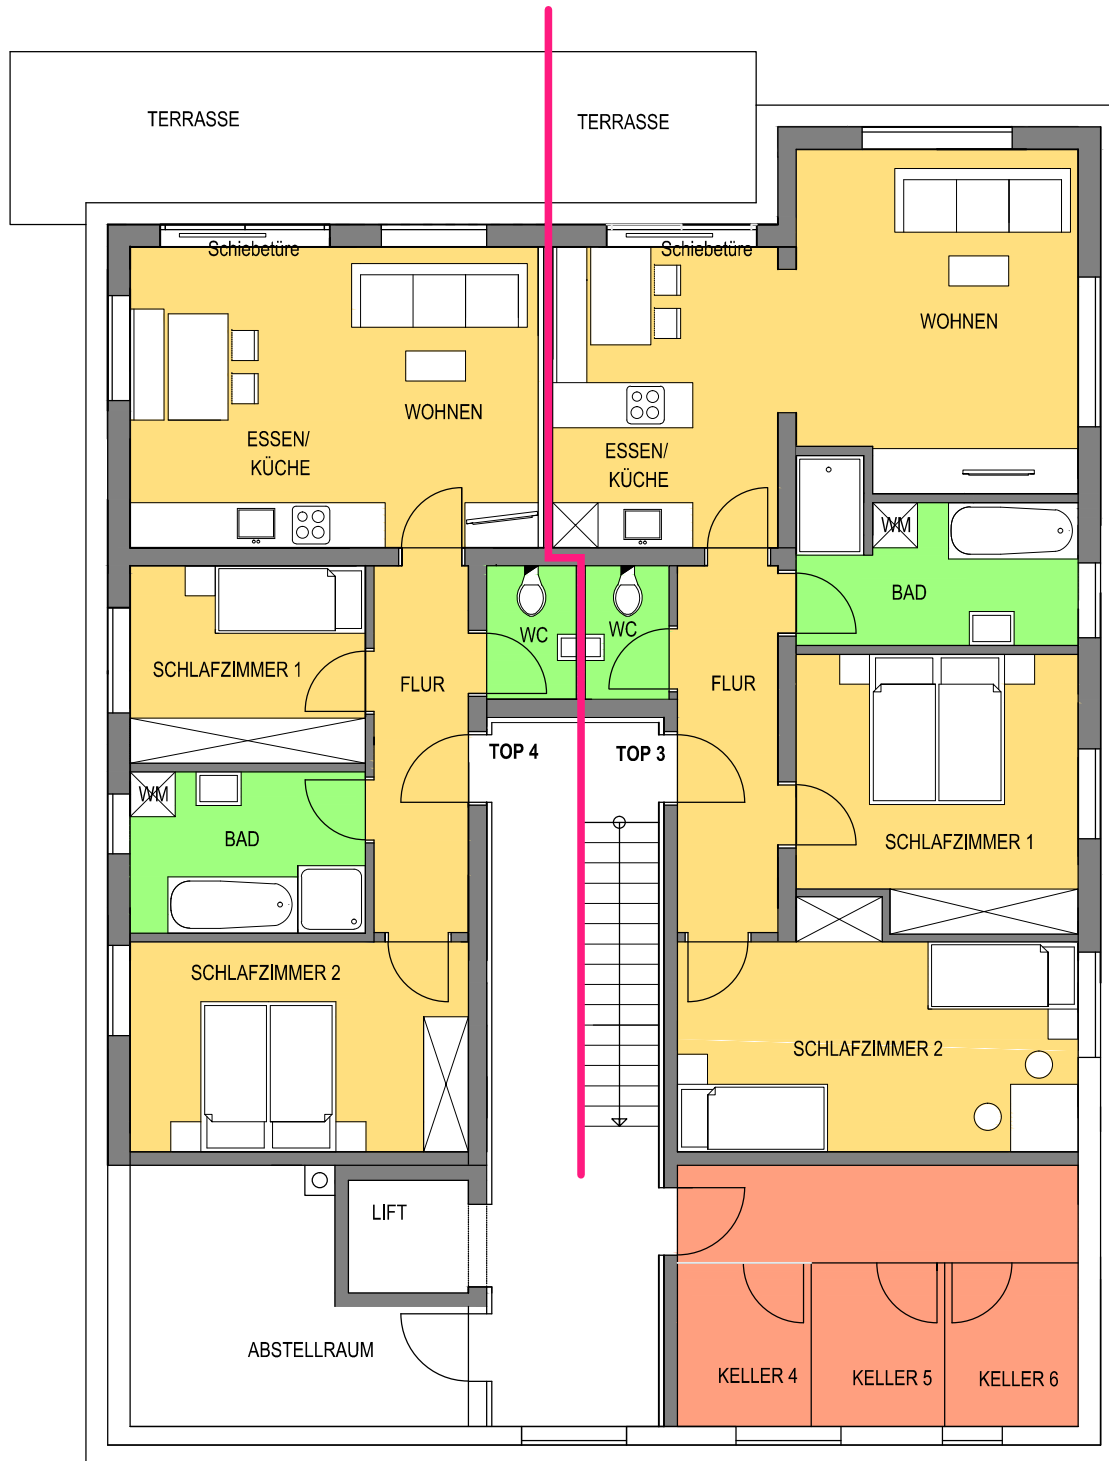 TERRASSE
TERRASSE
Schiebetüre
Schiebetüre
WOHNEN
WOHNEN
ESSEN/
KÜCHE
ESSEN/
KÜCHE
WM
BAD
WC
WC
SCHLAFZIMMER 1
FLUR
FLUR
TOP 4
TOP 3
WM
BAD
SCHLAFZIMMER 1
SCHLAFZIMMER 2
SCHLAFZIMMER 2
LIFT
ABSTELLRAUM
KELLER 4
KELLER 5
KELLER 6